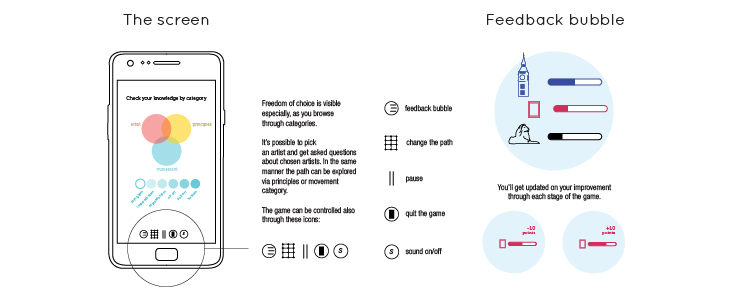 The screen
Check your knowledge by category
artist
principles
movement
Freedom of choice is visible
especially, as you browse
through categories.
It's possible to pick
an artist and get asked questions
about chosen artists. In the same
manner the path can be explored
via principles or movement
category.
The game can be controlled also
through these icons:
S
S
feedback bubble
change the path
pause
quit the game
S
sound on/off
Feedback bubble
You'll get updated on your improvement
through each stage of the game.
-10
points
+10
points